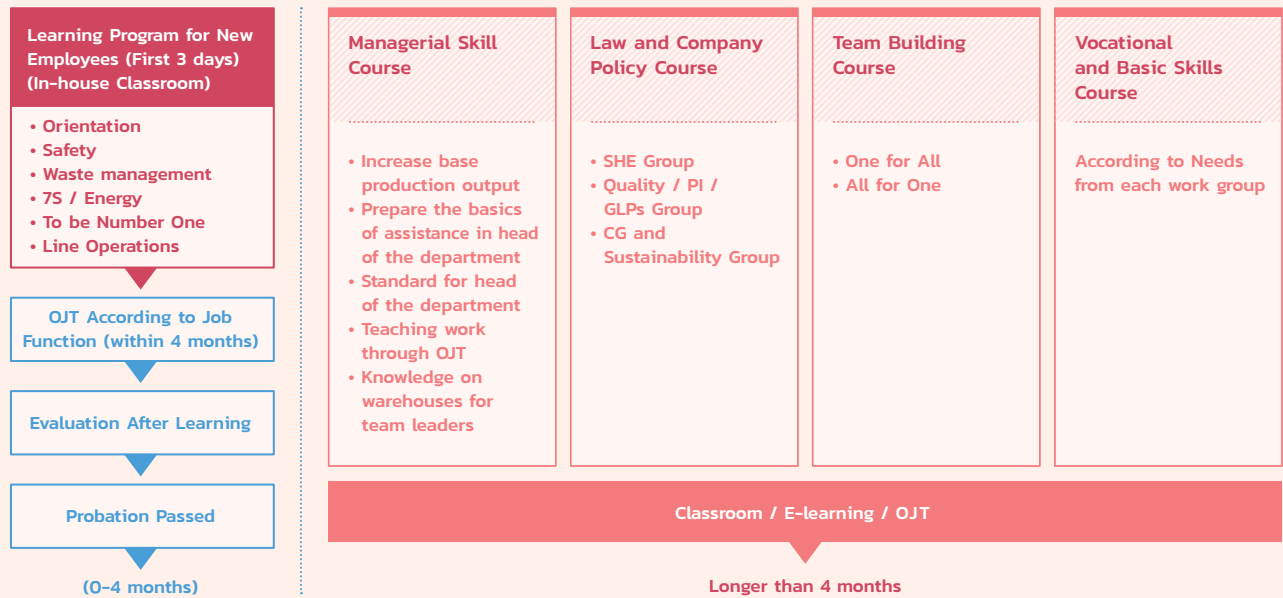 Learning Program for New
Employees (First 3 days)
(In-house Classroom)
• Orientation
• Safety
• Waste management
• 7S / Energy
• To be Number One
• Line Operations
OJT According to Job
Function (within 4 months)
Evaluation After Learning
Probation Passed
(0-4 months)
Managerial Skill
Course
• Increase base
production output
• Prepare the basics
of assistance in head
of the department
• Standard for head
of the department
• Teaching work
through OJT
• Knowledge on
warehouses for
team leaders
Law and Company
Policy Course
• SHE Group
• Quality / PI /
GLPs Group
• CG and
Sustainability Group
Team Building
Course
• One for All
• All for One
Vocational
and Basic Skills
Course
According to Needs
from each work group
Classroom / E-learning / OJT
Longer than 4 months